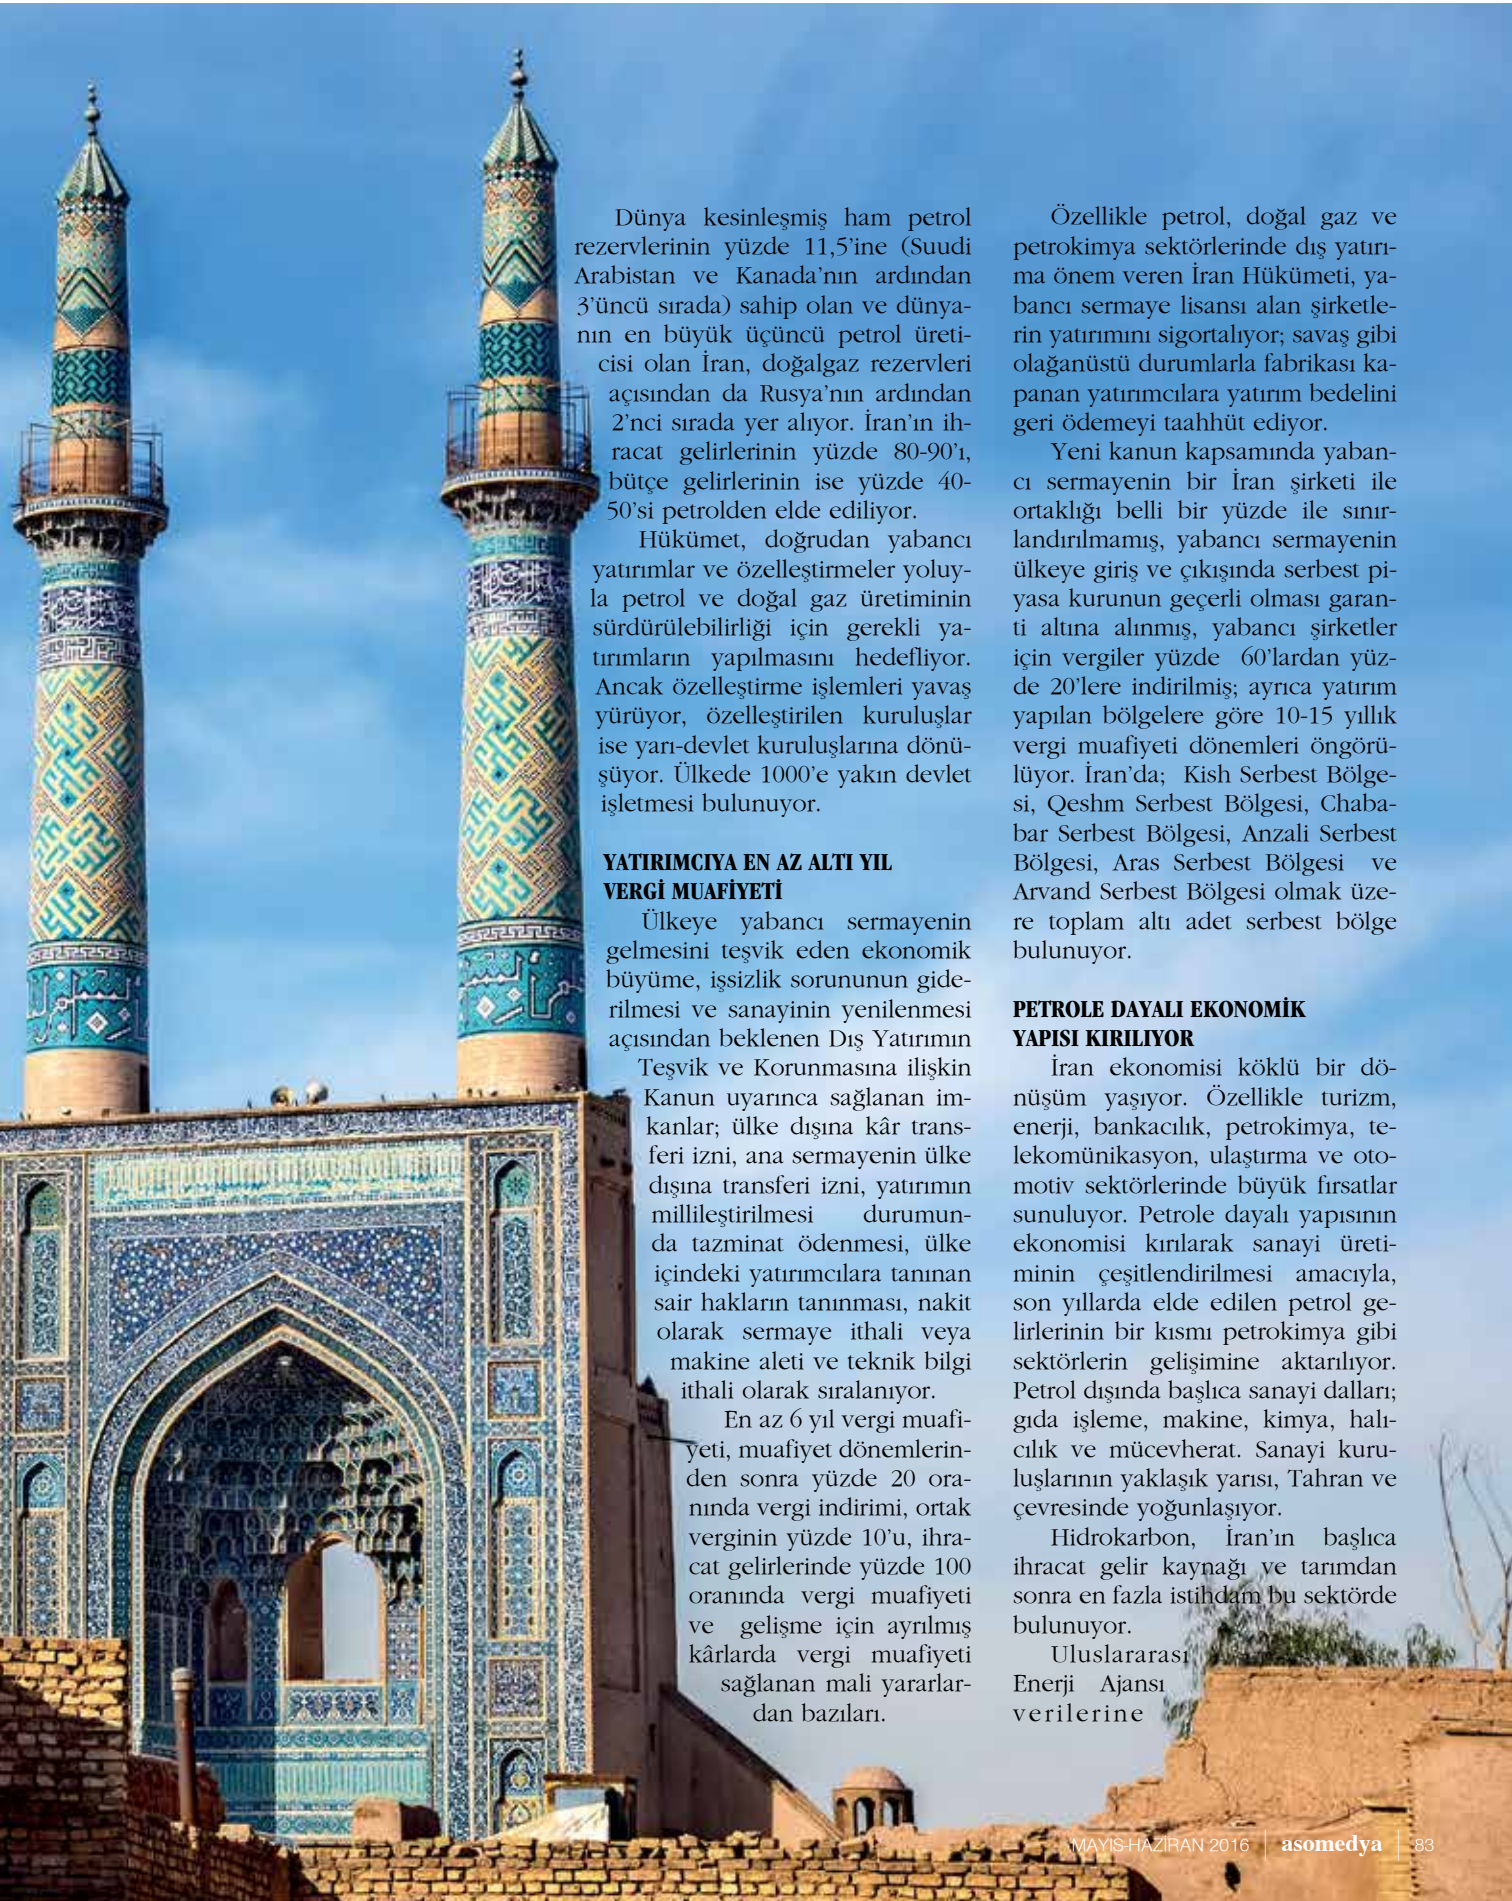 Dünya kesinleşmiş ham petrol
rezervlerinin yüzde 11,5’ine (Suudi
Arabistan ve Kanada’nın ardından
3’üncü sırada) sahip olan ve dünya-
nın en büyük üçüncü petrol üreti-
cisi olan İran, doğalgaz rezervleri
açısından da Rusya’nın ardından
2’nci sırada yer alıyor. İran’ın ih-
racat gelirlerinin yüzde 80-90’ı,
bütçe gelirlerinin ise yüzde 40-
50’si petrolden elde ediliyor.
Hükümet, doğrudan yabancı
yatırımlar ve özelleştirmeler yoluy-
la petrol ve doğal gaz üretiminin
sürdürülebilirliği için gerekli ya-
tırımların yapılmasını hedefliyor.
Ancak özelleştirme işlemleri yavaş
yürüyor, özelleştirilen kuruluşlar
ise yarı-devlet kuruluşlarına dönü-
şüyor. Ülkede 1000’e yakın devlet
işletmesi bulunuyor.
YATIRIMCIYA EN AZ ALTI YIL
VERGİ MUAFİYETİ
Ülkeye yabancı sermayenin
gelmesini teşvik eden ekonomik
büyüme, işsizlik sorununun gide-
rilmesi ve sanayinin yenilenmesi
açısından beklenen Dış Yatırımın
Teşvik ve Korunmasına ilişkin
Kanun uyarınca sağlanan im-
kanlar; ülke dışına kâr trans-
feri izni, ana sermayenin ülke
dışına transferi izni, yatırımın
millileştirilmesi durumun-
da tazminat ödenmesi, ülke
içindeki yatırımcılara tanınan
sair hakların tanınması, nakit
olarak sermaye ithali veya
makine aleti ve teknik bilgi
ithali olarak sıralanıyor.
En az 6 yıl vergi muafi-
yeti, muafiyet dönemlerin-
den sonra yüzde 20 ora-
nında vergi indirimi, ortak
verginin yüzde 10’u, ihra-
cat gelirlerinde yüzde 100
oranında vergi muafiyeti
ve gelişme için ayrılmış
kârlarda vergi muafiyeti
sağlanan mali yararlar-
dan bazıları.
Özellikle petrol, doğal gaz ve
petrokimya sektörlerinde dış yatırı-
ma önem veren İran Hükümeti, ya-
bancı sermaye lisansı alan şirketle-
rin yatırımını sigortalıyor; savaş gibi
olağanüstü durumlarla fabrikası ka-
panan yatırımcılara yatırım bedelini
geri ödemeyi taahhüt ediyor.
Yeni kanun kapsamında yaban-
cı sermayenin bir İran şirketi ile
ortaklığı belli bir yüzde ile sınır-
landırılmamış, yabancı sermayenin
ülkeye giriş ve çıkışında serbest pi-
yasa kurunun geçerli olması garan-
ti altına alınmış, yabancı şirketler
için vergiler yüzde 60’lardan yüz-
de 20’lere indirilmiş; ayrıca yatırım
yapılan bölgelere göre 10-15 yıllık
vergi muafiyeti dönemleri öngörü-
lüyor. İran’da; Kish Serbest Bölge-
si, Qeshm Serbest Bölgesi, Chaba-
bar Serbest Bölgesi, Anzali Serbest
Bölgesi, Aras Serbest Bölgesi ve
Arvand Serbest Bölgesi olmak üze-
re toplam altı adet serbest bölge
bulunuyor.
PETROLE DAYALI EKONOMİK
YAPISI KIRILIYOR
İran ekonomisi köklü bir dö-
nüşüm yaşıyor. Özellikle turizm,
enerji, bankacılık, petrokimya, te-
lekomünikasyon, ulaştırma ve oto-
motiv sektörlerinde büyük fırsatlar
sunuluyor. Petrole dayalı yapısının
ekonomisi kırılarak sanayi üreti-
minin çeşitlendirilmesi amacıyla,
son yıllarda elde edilen petrol ge-
lirlerinin bir kısmı petrokimya gibi
sektörlerin gelişimine aktarılıyor.
Petrol dışında başlıca sanayi dalları;
gıda işleme, makine, kimya, halı-
cılık ve mücevherat. Sanayi kuru-
luşlarının yaklaşık yarısı, Tahran ve
çevresinde yoğunlaşıyor.
Hidrokarbon, İran’ın başlıca
ihracat gelir kaynağı ve tarımdan
sonra en fazla istihdam bu sektörde
bulunuyor.
Uluslararası
Enerji Ajansı
verilerine
MAYIS-HAZİRAN 2016 | asomedya | 83